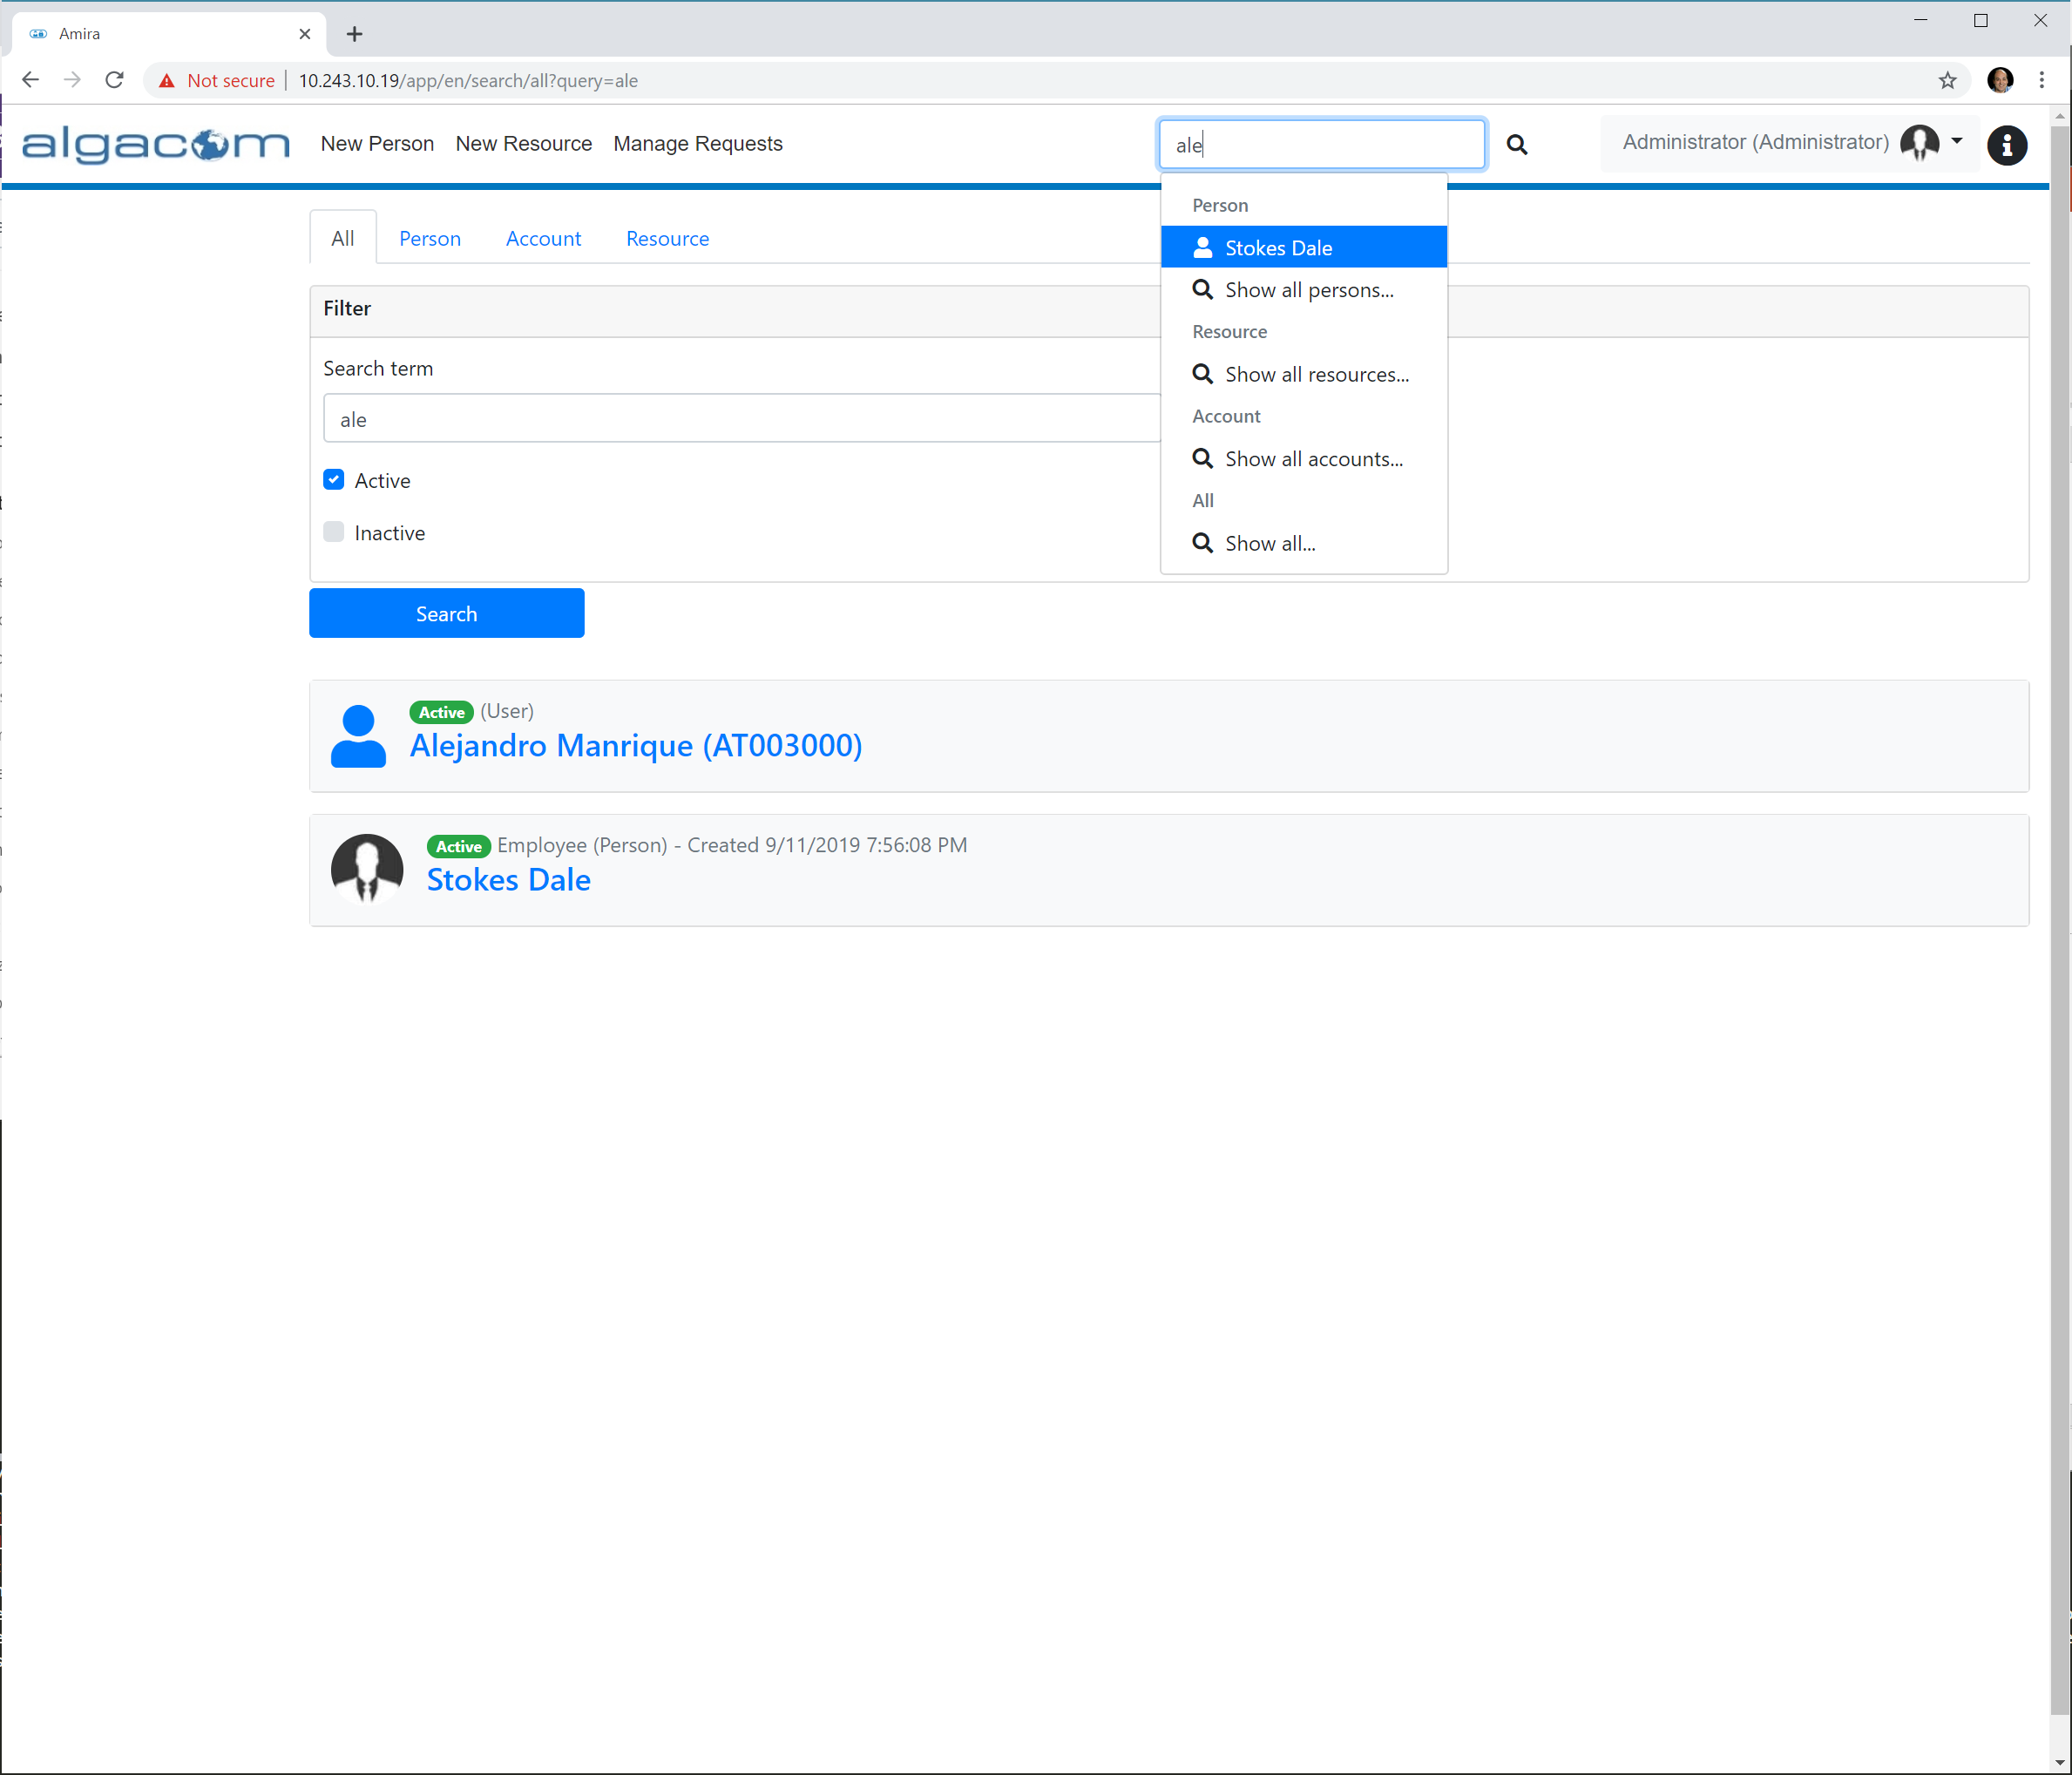 Amira
Not secure
10.243.10.19/app/en/search/all?query=ale
algacom
New Person New Resource Manage Requests
ale
Administrator (Administrator)
Person
Stokes Dale
Show all persons...
Resource
Show all resources...
Account
Show all accounts...
All
Show all...
All Person Account Resource
Filter
Search term
ale
Active
Inactive
Search
Active (User)
Alejandro Manrique (AT003000)
Active Employee (Person) - Created 9/11/2019 7:56:08 PM
Stokes Dale